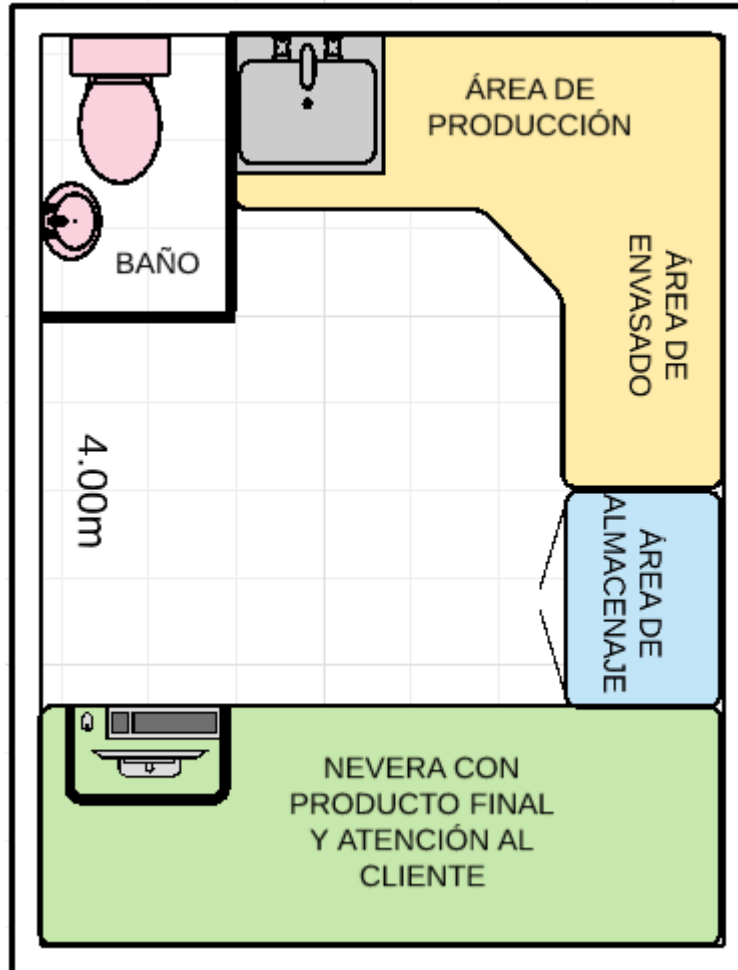 ÁREA DE
PRODUCCIÓN
BAÑO
ÁREA DE
ENVASADO
4.00m
ÁREA DE
ALMACENAJE
NEVERA CON
PRODUCTO FINAL
Y ATENCIÓN AL
CLIENTE